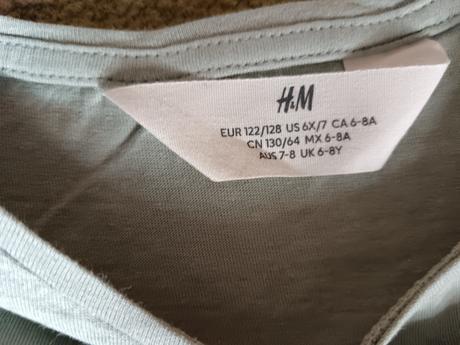 H&M
EUR 122/128 US 6X/7 CA 6-8A
CN 130/64 MX 6-8A
AUS 7-8 UK 6-8Y